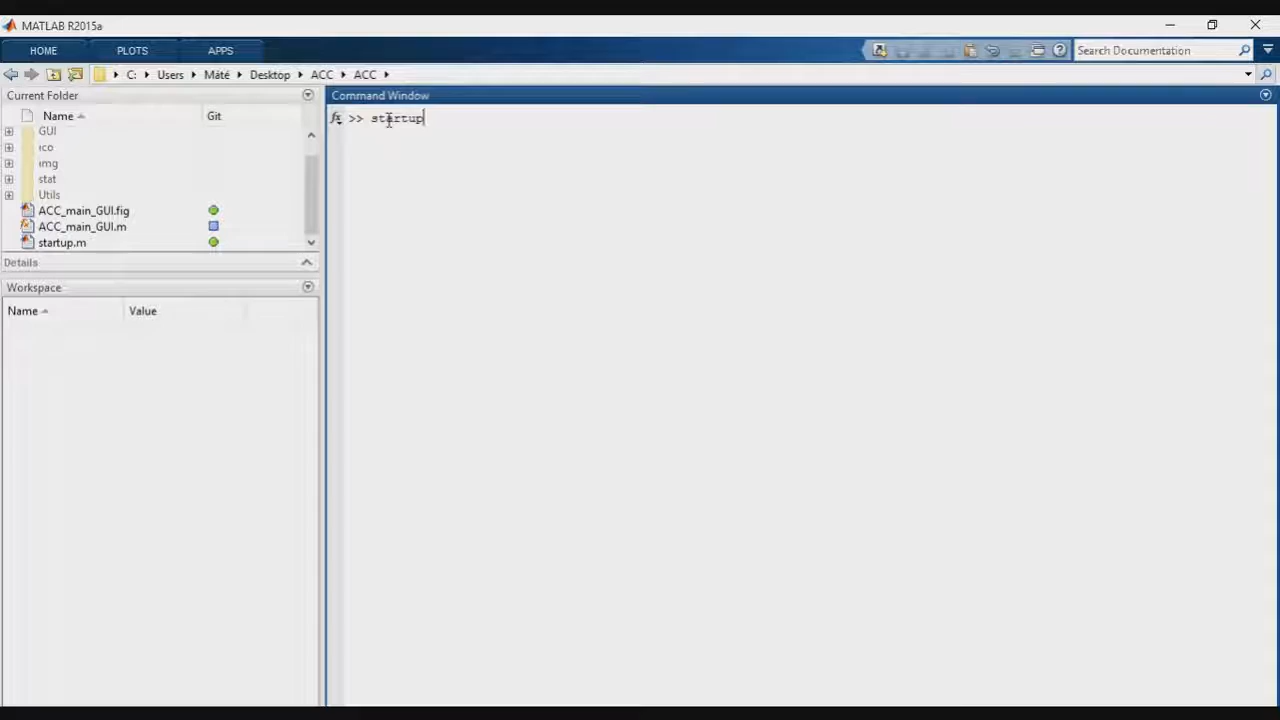 MATLAB R2015a
HOME PLOTS APPS
Search Documentation
C: Users Máté Desktop ACC ACC
Current Folder
Name Git
GUI
ico
img
stat
Utils
ACC_main_GUI.fig
ACC_main_GUI.m
startup.m
Details
Workspace
Name Value
Command Window
fx >> startup